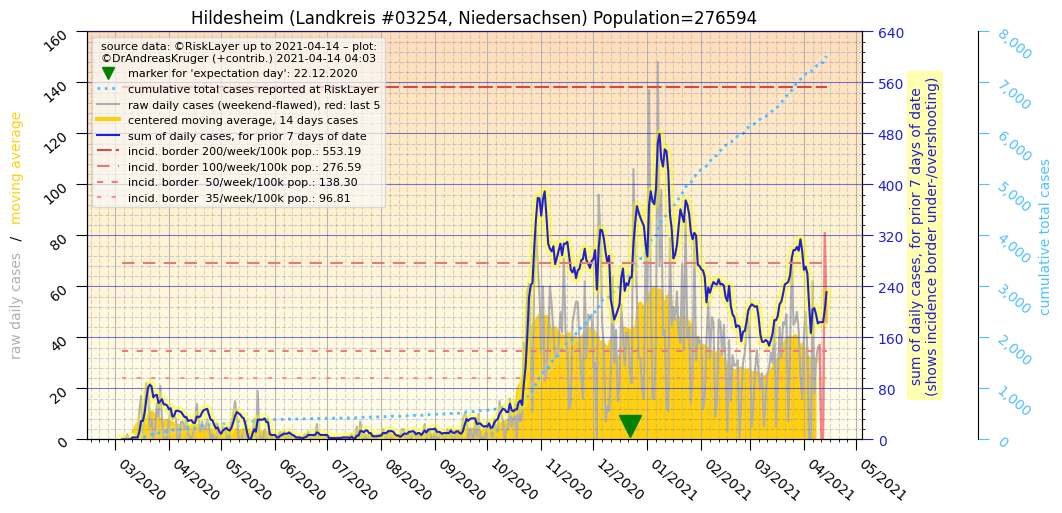 Hildesheim (Landkreis #03254, Niedersachsen) Population=276594
source data: ©RiskLayer up to 2021-04-14 – plot:
©DrAndreasKruger (+contrib.) 2021-04-14 04:03
marker for 'expectation day': 22.12.2020
cumulative total cases reported at RiskLayer
raw daily cases (weekend-flawed), red: last 5
centered moving average, 14 days cases
sum of daily cases, for prior 7 days of date
incid. border 200/week/100k pop.: 553.19
incid. border 100/week/100k pop.: 276.59
incid. border  50/week/100k pop.: 138.30
incid. border  35/week/100k pop.: 96.81
raw daily cases / moving average
160
140
120
100
80
60
40
20
0
03/2020
04/2020
05/2020
06/2020
07/2020
08/2020
09/2020
10/2020
11/2020
12/2020
01/2021
02/2021
03/2021
04/2021
05/2021
640
560
480
400
320
240
160
80
0
sum of daily cases, for prior 7 days of date
(shows incidence border under-/overshooting)
8,000
7,000
6,000
5,000
4,000
3,000
2,000
1,000
0
cumulative total cases